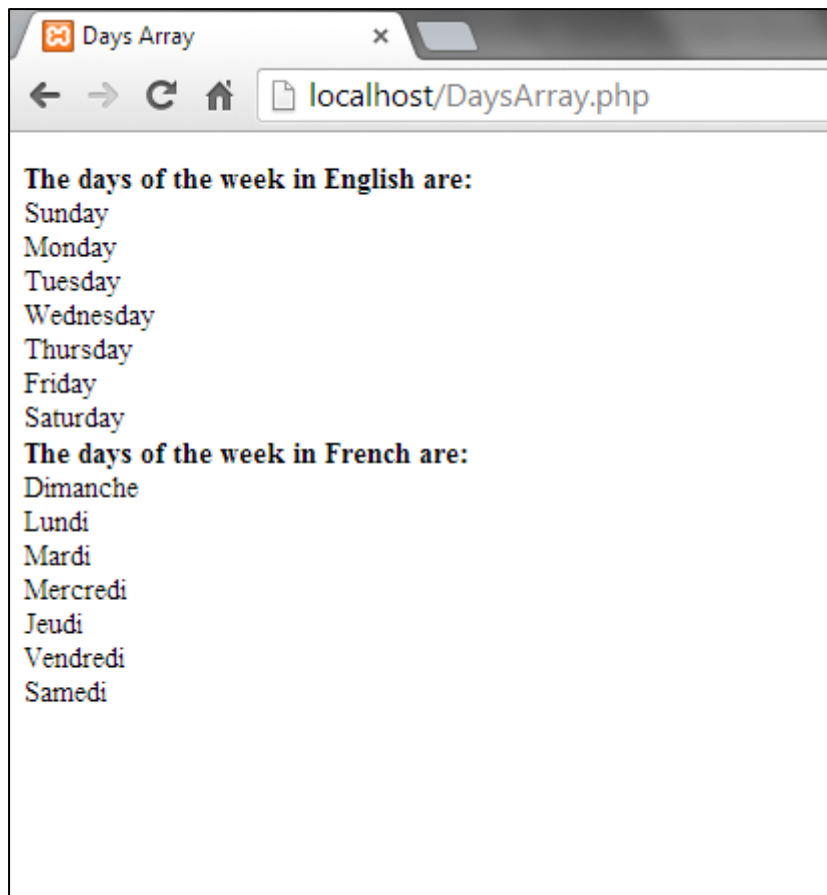 Days Array
localhost/DaysArray.php
The days of the week in English are:
Sunday
Monday
Tuesday
Wednesday
Thursday
Friday
Saturday
The days of the week in French are:
Dimanche
Lundi
Mardi
Mercredi
Jeudi
Vendredi
Samedi